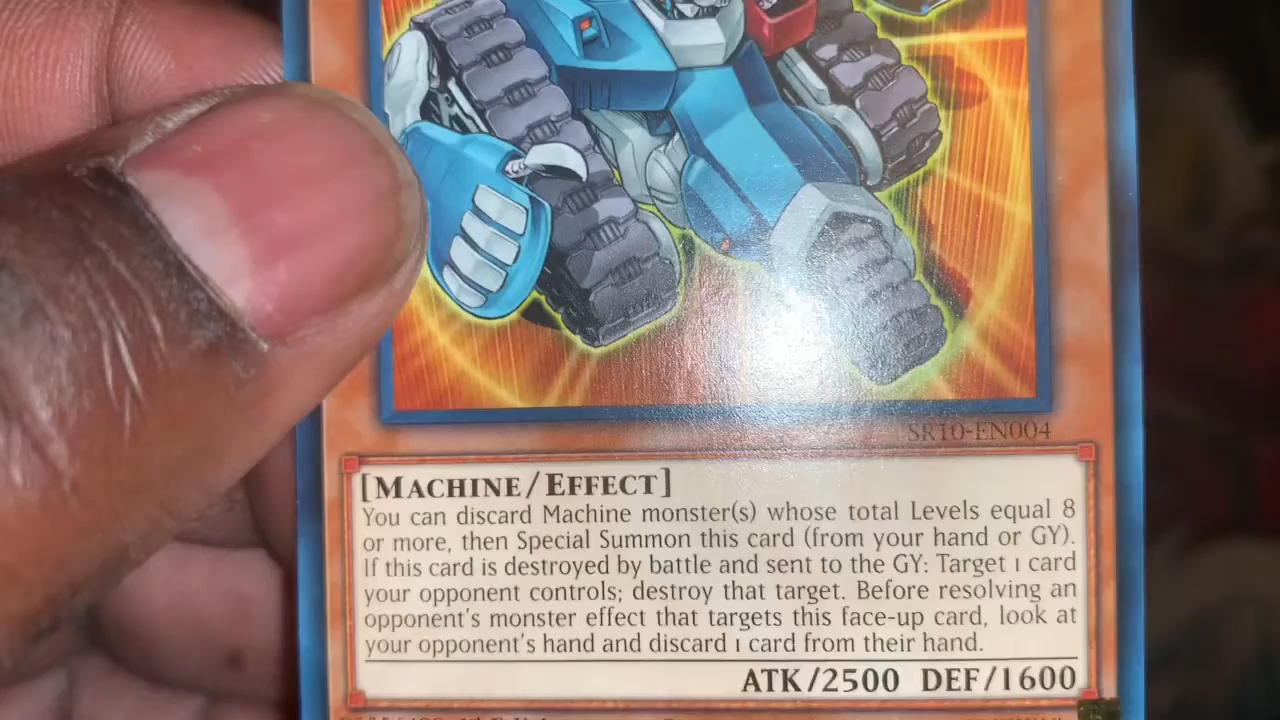 SR10-EN004
[MACHINE/EFFECT]
You can discard Machine monster(s) whose total Levels equal 8
or more, then Special Summon this card (from your hand or GY).
If this card is destroyed by battle and sent to the GY: Target 1 card
your opponent controls; destroy that target. Before resolving an
opponent's monster effect that targets this face-up card, look at
your opponent's hand and discard 1 card from their hand.
ATK/2500 DEF/1600